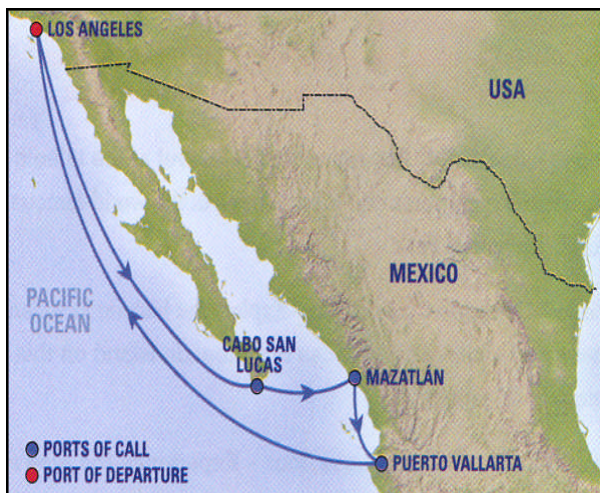 LOS ANGELES
USA
MEXICO
PACIFIC
OCEAN
CABO SAN
LUCAS
MAZATLÁN
PUERTO VALLARTA
PORTS OF CALL
PORT OF DEPARTURE